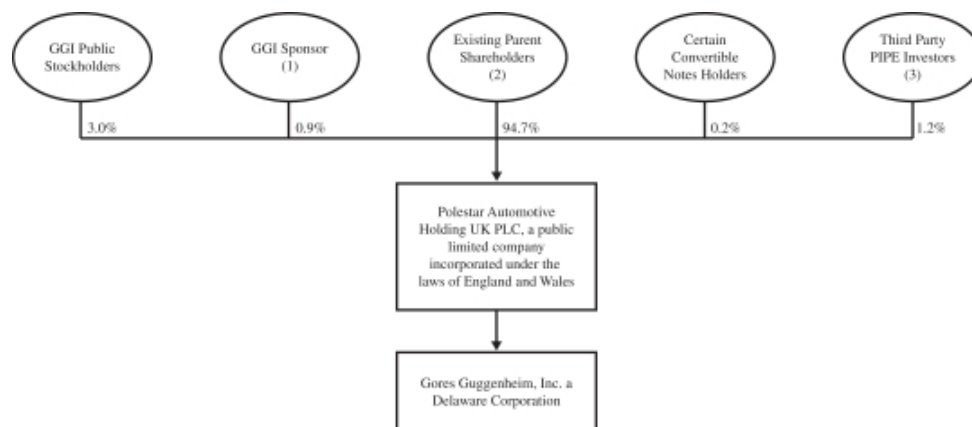 GGI Public
Stockholders
GGI Sponsor
(1)
Existing Parent
Shareholders
(2)
Certain
Convertible
Notes Holders
Third Party
PIPE Investors
(3)
3.0%
0.9%
94.7%
0.2%
1.2%
Polestar Automotive
Holding UK PLC, a public
limited company
incorporated under the
laws of England and Wales
Gores Guggenheim, Inc. a
Delaware Corporation